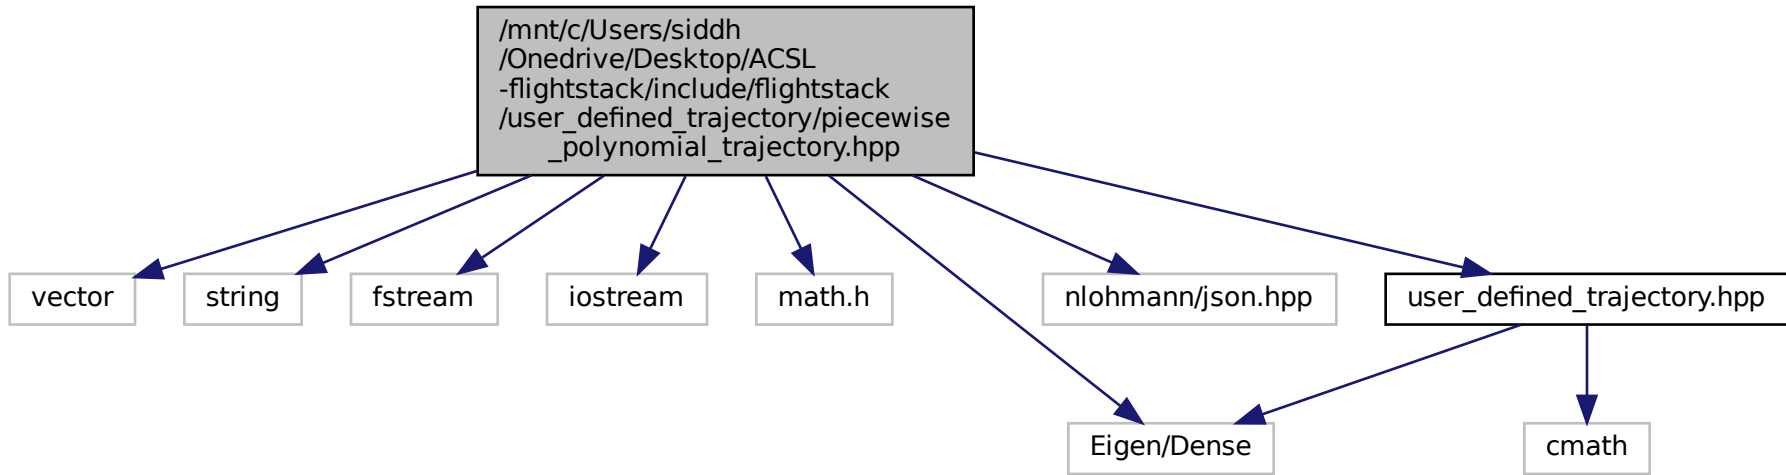 /mnt/c/Users/siddh
/Onedrive/Desktop/ACSL
-flightstack/include/flightstack
/user_defined_trajectory/piecewise
_polynomial_trajectory.hpp
vector
string
fstream
iostream
math.h
nlohmann/json.hpp
user_defined_trajectory.hpp
Eigen/Dense
cmath